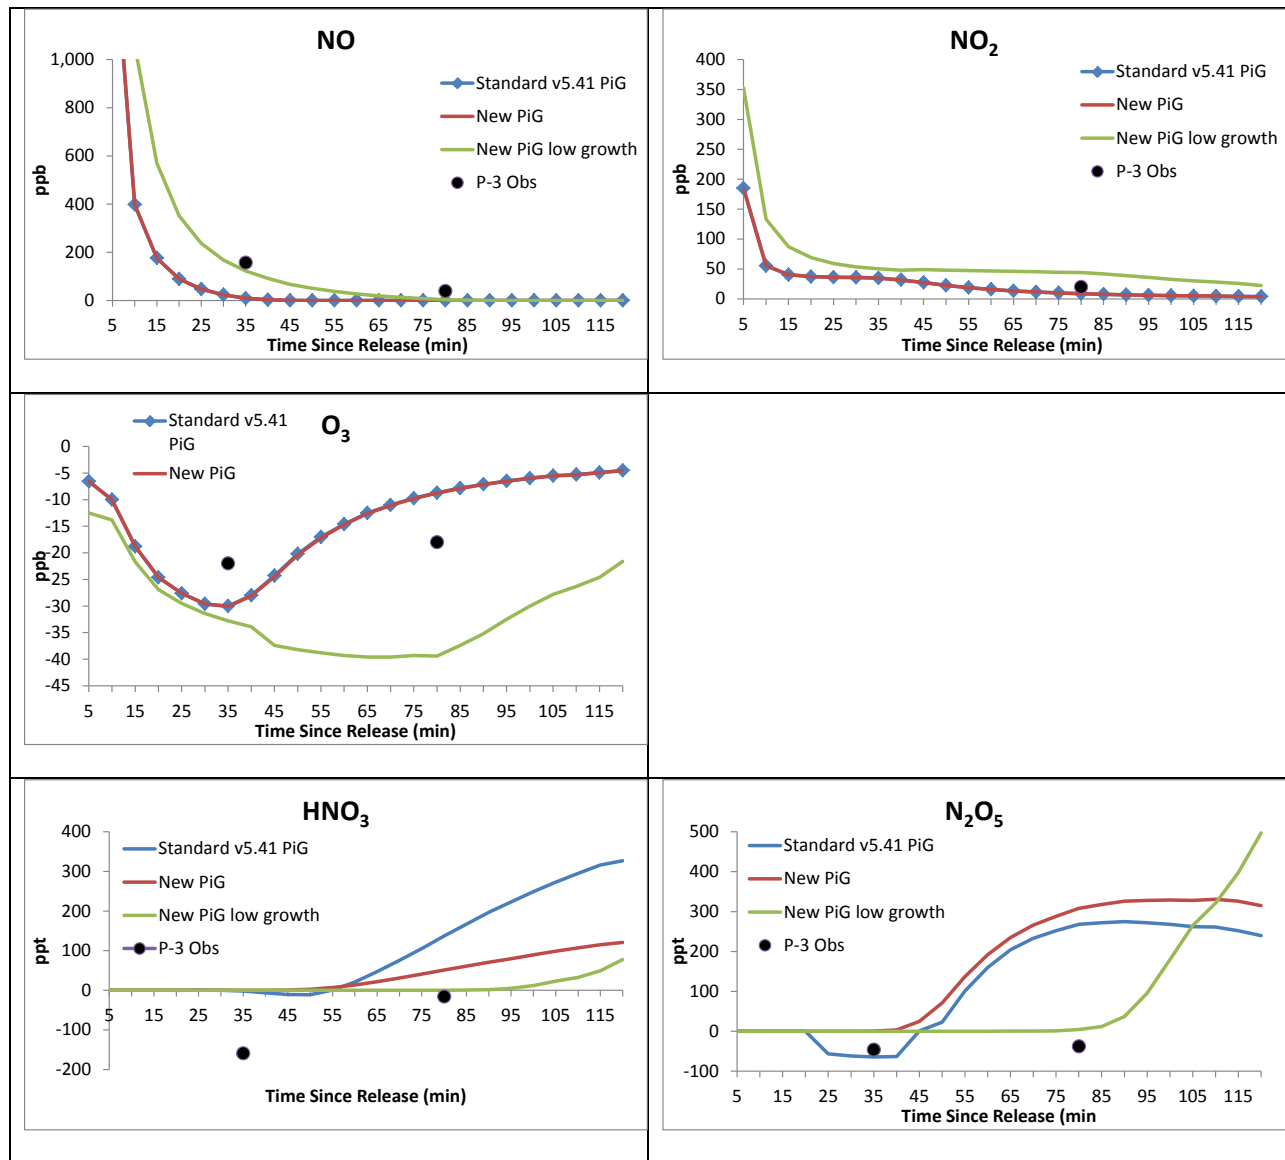 NO
1,000
800
600
400
200
0
ppb
5 15 25 35 45 55 65 75 85 95 105 115
Time Since Release (min)
Standard v5.41 PiG
New PiG
New PiG low growth
P-3 Obs
NO2
400
350
300
250
200
150
100
50
0
ppb
5 15 25 35 45 55 65 75 85 95 105 115
Time Since Release (min
Standard v5.41 PiG
New PiG
New PiG low growth
P-3 Obs
O3
Standard v5.41
PiG
New PiG
0
-5
-10
-15
-20
-25
-30
-35
-40
-45
ppb
5 15 25 35 45 55 65 75 85 95 105 115
Time Since Release (min)
HNO3
400
300
200
100
0
-100
-200
ppt
Standard v5.41 PiG
New PiG
New PiG low growth
P-3 Obs
5 15 25 35 45 55 65 75 85 95 105 115
Time Since Release (min)
N2O5
500
400
300
200
100
0
-100
ppt
Standard v5.41 PiG
New PiG
New PiG low growth
P-3 Obs
5 15 25 35 45 55 65 75 85 95 105 115
Time Since Release (min